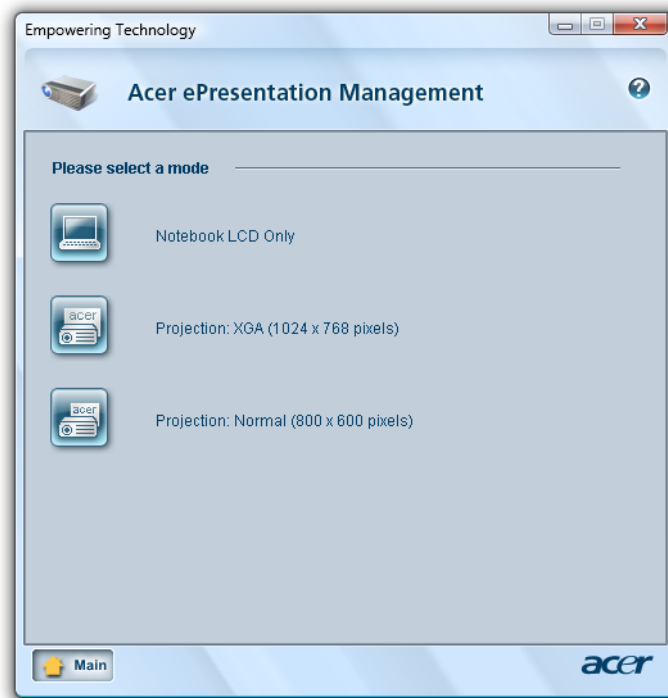 Empowering Technology
Acer ePresentation Management
?
Please select a mode
Notebook LCD Only
acer
Projection: XGA (1024 x 768 pixels)
acer
Projection: Normal (800 x 600 pixels)
Main
acer